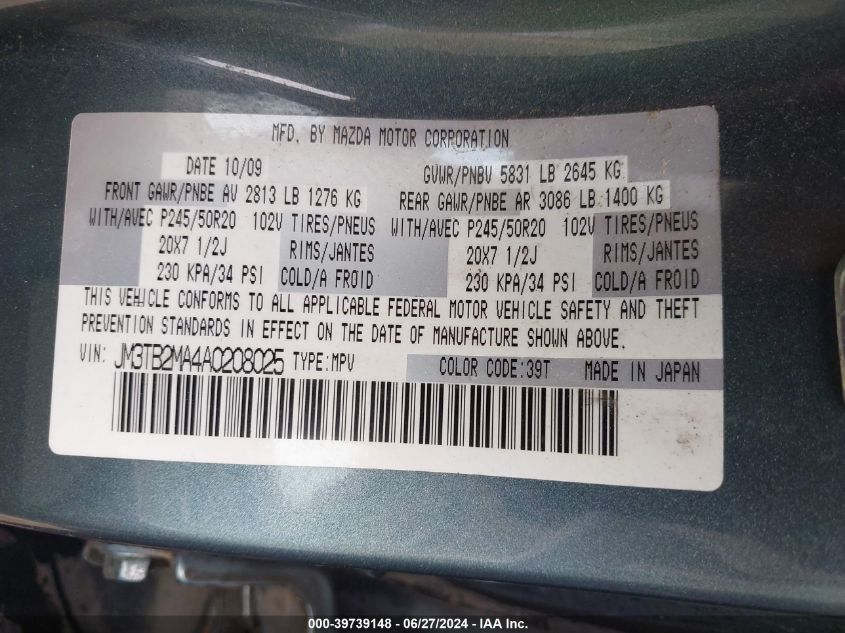 MFD. BY MAZDA MOTOR CORPORATION
DATE 10/09 GVWR/PNBV 5831 LB 2645 KG
FRONT GAWR/PNBE AV 2813 LB 1276 KG REAR GAWR/PNBE AR 3086 LB 1400 KG
WITH/AVEC P245/50R20 102V TIRES/PNEUS WITH/AVEC P245/50R20 102V TIRES/PNEUS
20X7 1/2J RIMS/JANTES 20X7 1/2J RIMS/JANTES
230 KPA/34 PSI COLD/A FROID 230 KPA/34 PSI COLD/A FROID
THIS VEHICLE CONFORMS TO ALL APPLICABLE FEDERAL MOTOR VEHICLE SAFETY AND THEFT
PREVENTION STANDARDS IN EFFECT ON THE DATE OF MANUFACTURE SHOWN ABOVE.
VIN: JM3TB2MA4A0208025 TYPE:MPV COLOR CODE:39T MADE IN JAPAN
000-39739148 - 06/27/2024 - IAA Inc.